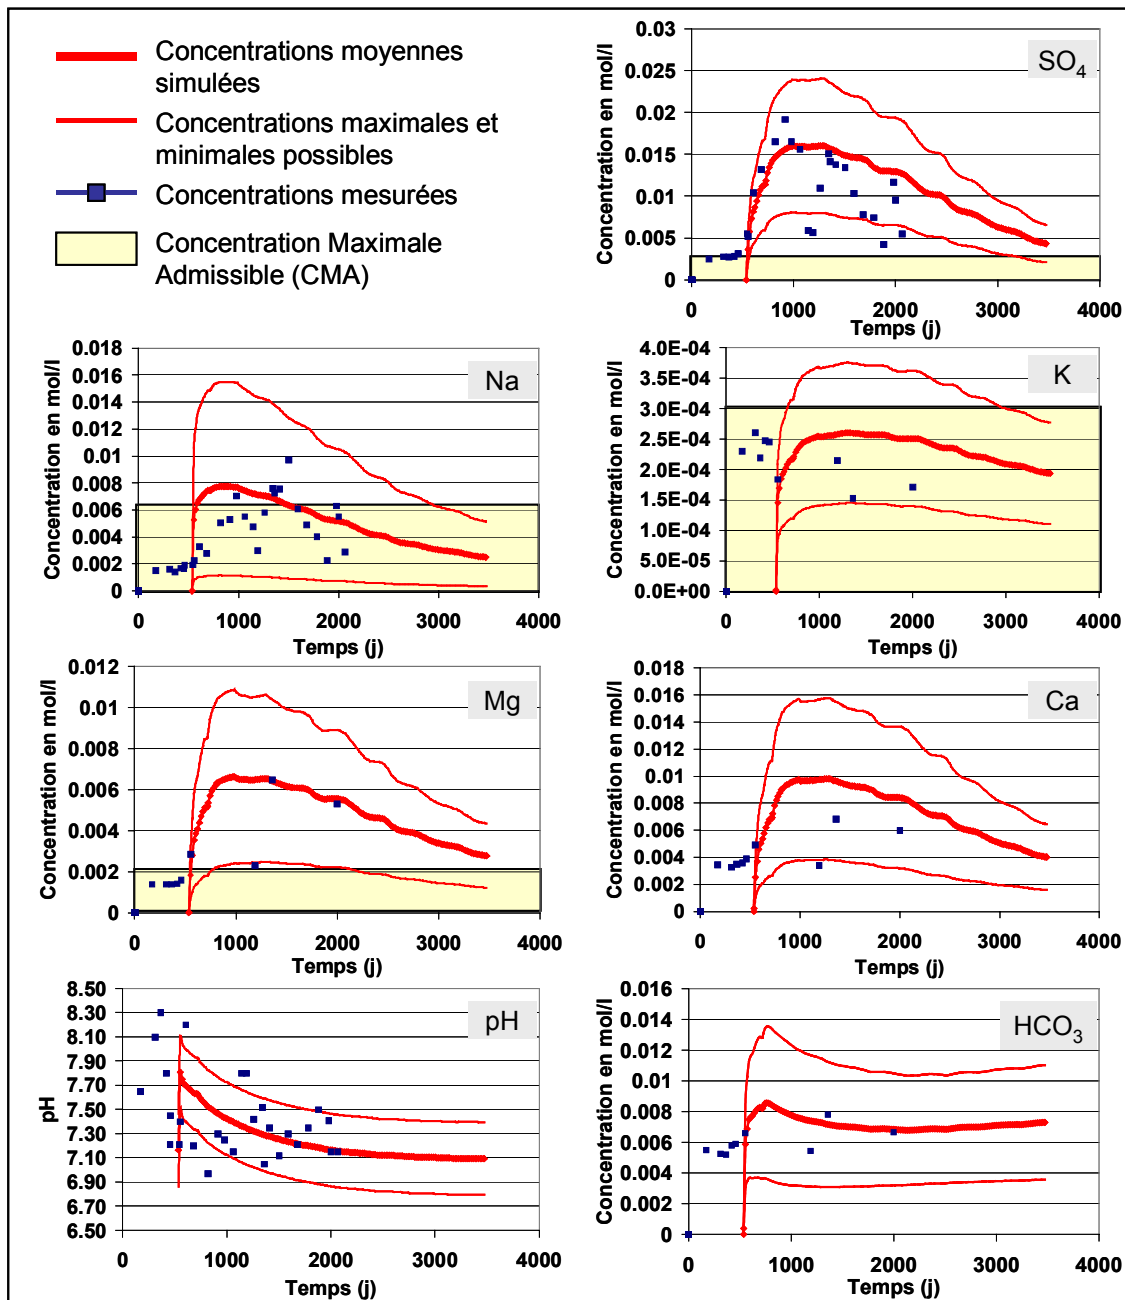 Concentrations moyennes
simulées
Concentrations maximales et
minimales possibles
Concentrations mesurées
Concentration Maximale
Admissible (CMA)
SO4
Concentration en mol/l
0.03
0.025
0.02
0.015
0.01
0.005
0
0 1000 2000 3000 4000
Temps (j)
Na
Concentration en mol/l
0.018
0.016
0.014
0.012
0.01
0.008
0.006
0.004
0.002
0
0 1000 2000 3000 4000
Temps (j)
K
Concentration en mol/l
4.0E-04
3.5E-04
3.0E-04
2.5E-04
2.0E-04
1.5E-04
1.0E-04
5.0E-05
0.0E+00
0 1000 2000 3000 4000
Temps (j)
Mg
Concentration en mol/l
0.012
0.01
0.008
0.006
0.004
0.002
0
0 1000 2000 3000 4000
Temps (j)
Ca
Concentration en mol/l
0.018
0.016
0.014
0.012
0.01
0.008
0.006
0.004
0.002
0
0 1000 2000 3000 4000
Temps (j)
pH
pH
8.50
8.30
8.10
7.90
7.70
7.50
7.30
7.10
6.90
6.70
6.50
0 1000 2000 3000 4000
Temps (j)
HCO3
Concentration en mol/l
0.016
0.014
0.012
0.01
0.008
0.006
0.004
0.002
0
0 1000 2000 3000 4000
Temps (j)